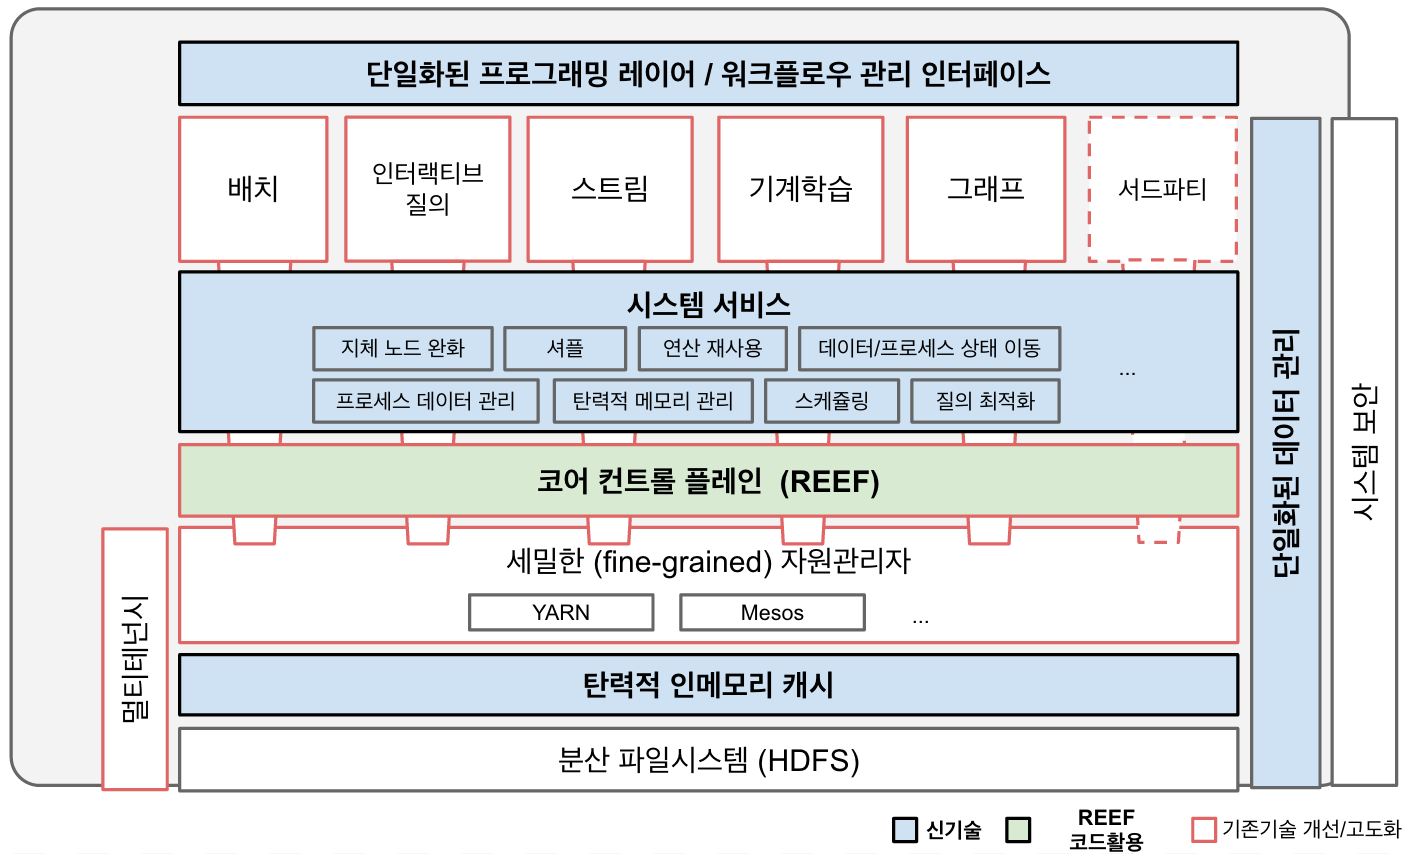 단일화된 프로그래밍 레이어 / 워크플로우 관리 인터페이스
배치
인터랙티브
질의
스트림
기계학습
그래프
서드파티
시스템 서비스
지체 노드 완화
셔플
연산 재사용
데이터/프로세스 상태 이동
...
프로세스 데이터 관리
탄력적 메모리 관리
스케쥴링
질의 최적화
코어 컨트롤 플레인 (REEF)
세밀한 (fine-grained) 자원관리자
YARN
Mesos
...
탄력적 인메모리 캐시
분산 파일시스템 (HDFS)
멀티테넌시
단일화된 데이터 관리
시스템 보안
신기술
REEF
코드활용
기존기술 개선/고도화